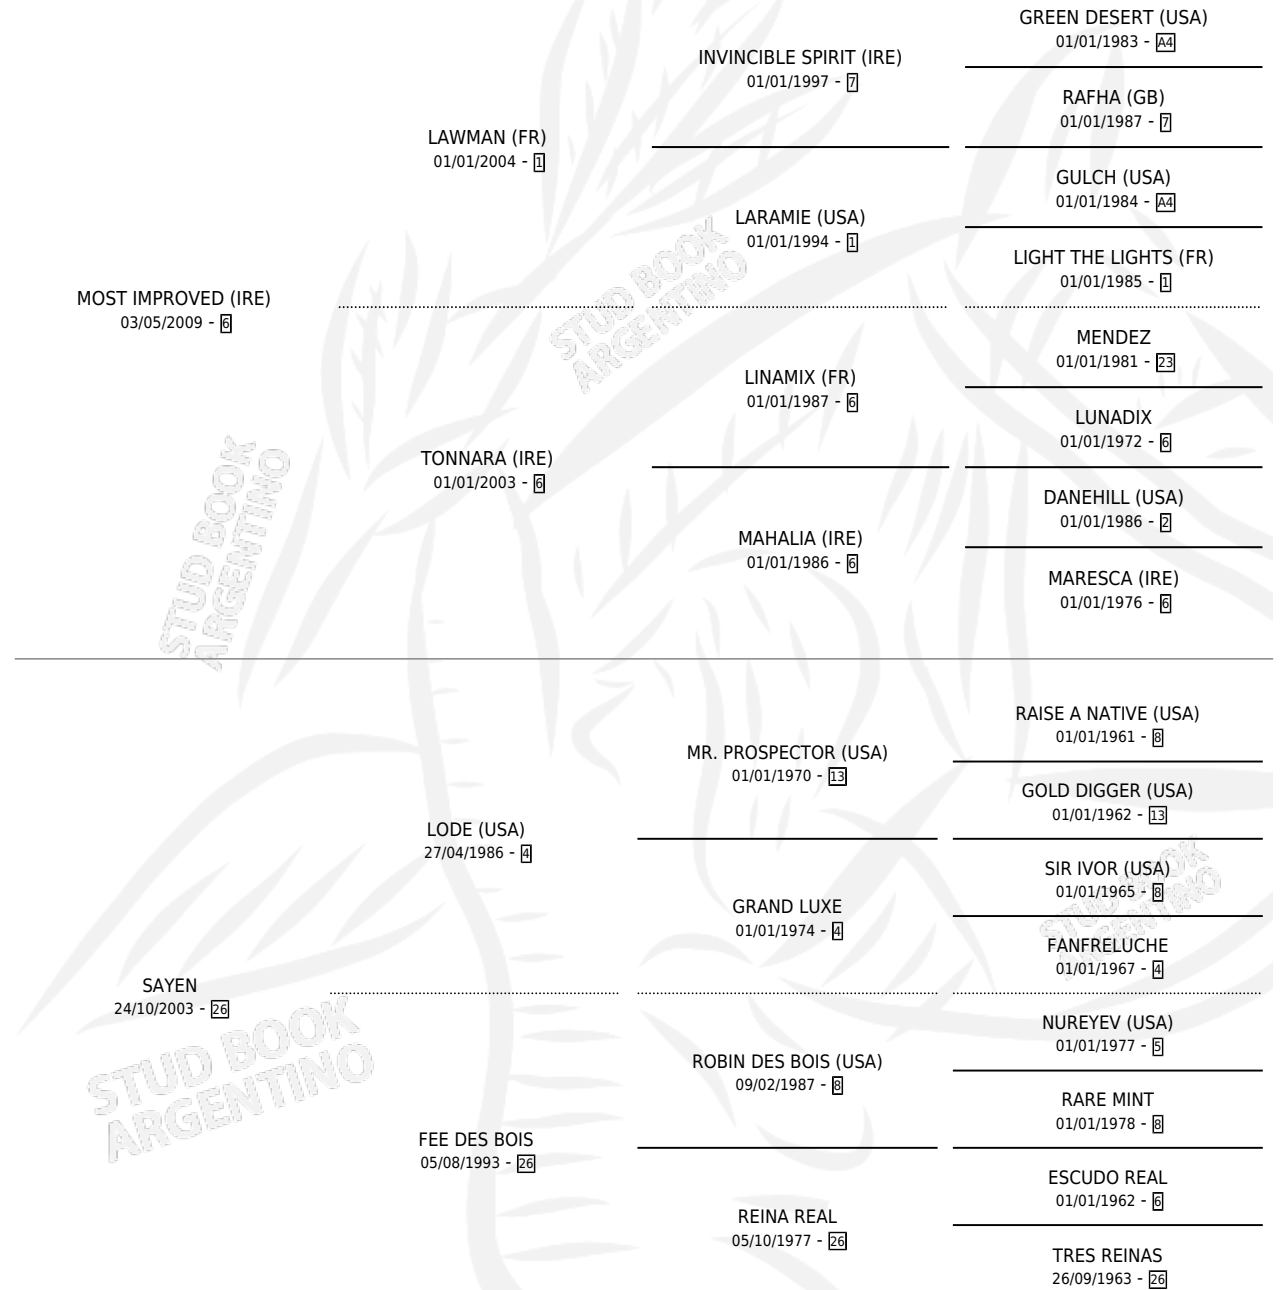 GREEN DESERT (USA)
01/01/1983 - A4
INVINCIBLE SPIRIT (IRE)
01/01/1997 - 7
RAFHA (GB)
01/01/1987 - 7
LAWMAN (FR)
01/01/2004 - 1
GULCH (USA)
01/01/1984 - A4
LARAMIE (USA)
01/01/1994 - 1
LIGHT THE LIGHTS (FR)
01/01/1985 - 1
MOST IMPROVED (IRE)
03/05/2009 - 6
MENDEZ
01/01/1981 - 23
LINAMIX (FR)
01/01/1987 - 6
LUNADIX
01/01/1972 - 6
TONNARA (IRE)
01/01/2003 - 6
DANEHILL (USA)
01/01/1986 - 2
MAHALIA (IRE)
01/01/1986 - 6
MARESCA (IRE)
01/01/1976 - 6
RAISE A NATIVE (USA)
01/01/1961 - 8
MR. PROSPECTOR (USA)
01/01/1970 - 13
GOLD DIGGER (USA)
01/01/1962 - 13
LODE (USA)
27/04/1986 - 4
SIR IVOR (USA)
01/01/1965 - 8
GRAND LUXE
01/01/1974 - 4
FANFRELUCHE
01/01/1967 - 4
SAYEN
24/10/2003 - 26
NUREYEV (USA)
01/01/1977 - 5
ROBIN DES BOIS (USA)
09/02/1987 - 8
RARE MINT
01/01/1978 - 8
FEE DES BOIS
05/08/1993 - 26
ESCUDO REAL
01/01/1962 - 6
REINA REAL
05/10/1977 - 26
TRES REINAS
26/09/1963 - 26
STUD BOOK
ARGENTINO
STUD BOOK
ARGENTINO
STUD BOOK
ARGENTINO
STUD BOOK
ARGENTINO